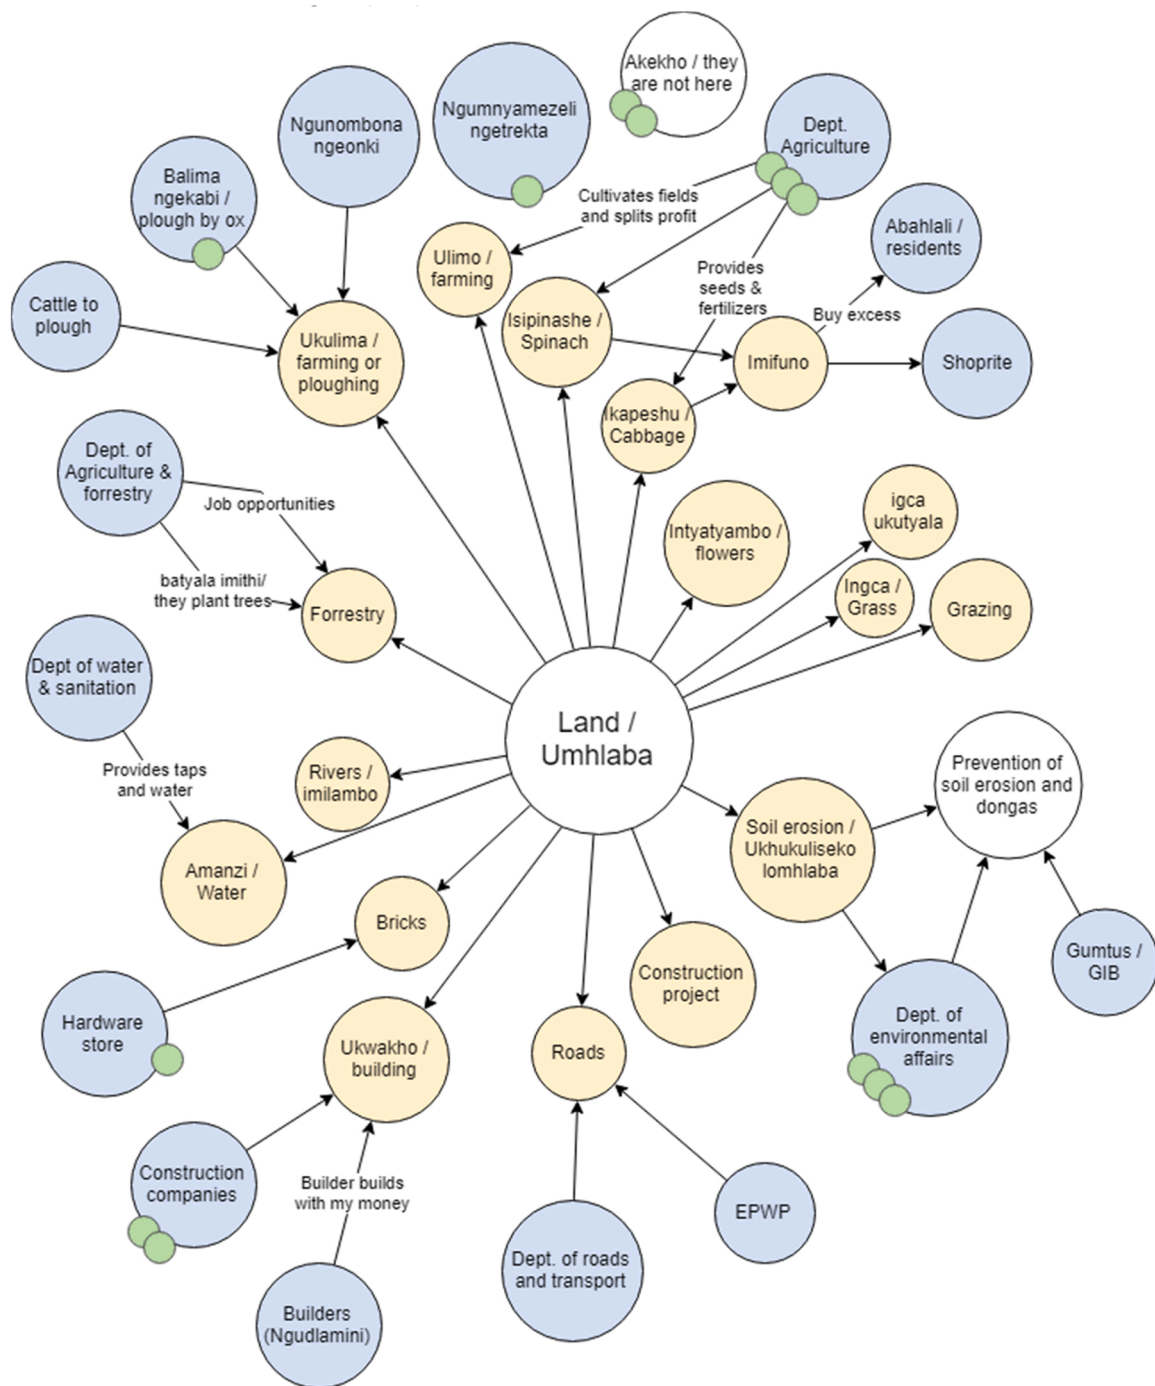 Akekho / they
are not here
Ngumnyamezeli
ngetrekta
Ngunombona
ngeonki
Dept.
Agriculture
Balima
ngekabi /
plough by ox
Cultivates fields
and splits profit
Abahlali /
residents
Ulimo /
farming
Provides
seeds &
fertilizers
Cattle to
plough
Isipinashe /
Spinach
Buy excess
Ukulima /
farming or
ploughing
Imifuno
Shoprite
Ikapeshu /
Cabbage
Dept. of
Agriculture &
forrestry
Job opportunities
igca
ukutyala
Intyatyambo /
flowers
batyala imithi/
they plant trees
Forrestry
Ingca /
Grass
Grazing
Dept of water
& sanitation
Land /
Umhlaba
Provides taps
and water
Rivers /
imilambo
Prevention of
soil erosion and
dongas
Soil erosion /
Ukhukuliseko
lomhlaba
Amanzi /
Water
Bricks
Construction
project
Gumtus /
GIB
Hardware
store
Ukwakho /
building
Roads
Dept. of
environmental
affairs
Construction
companies
Builder builds
with my money
EPWP
Dept. of roads
and transport
Builders
(Ngudlamini)